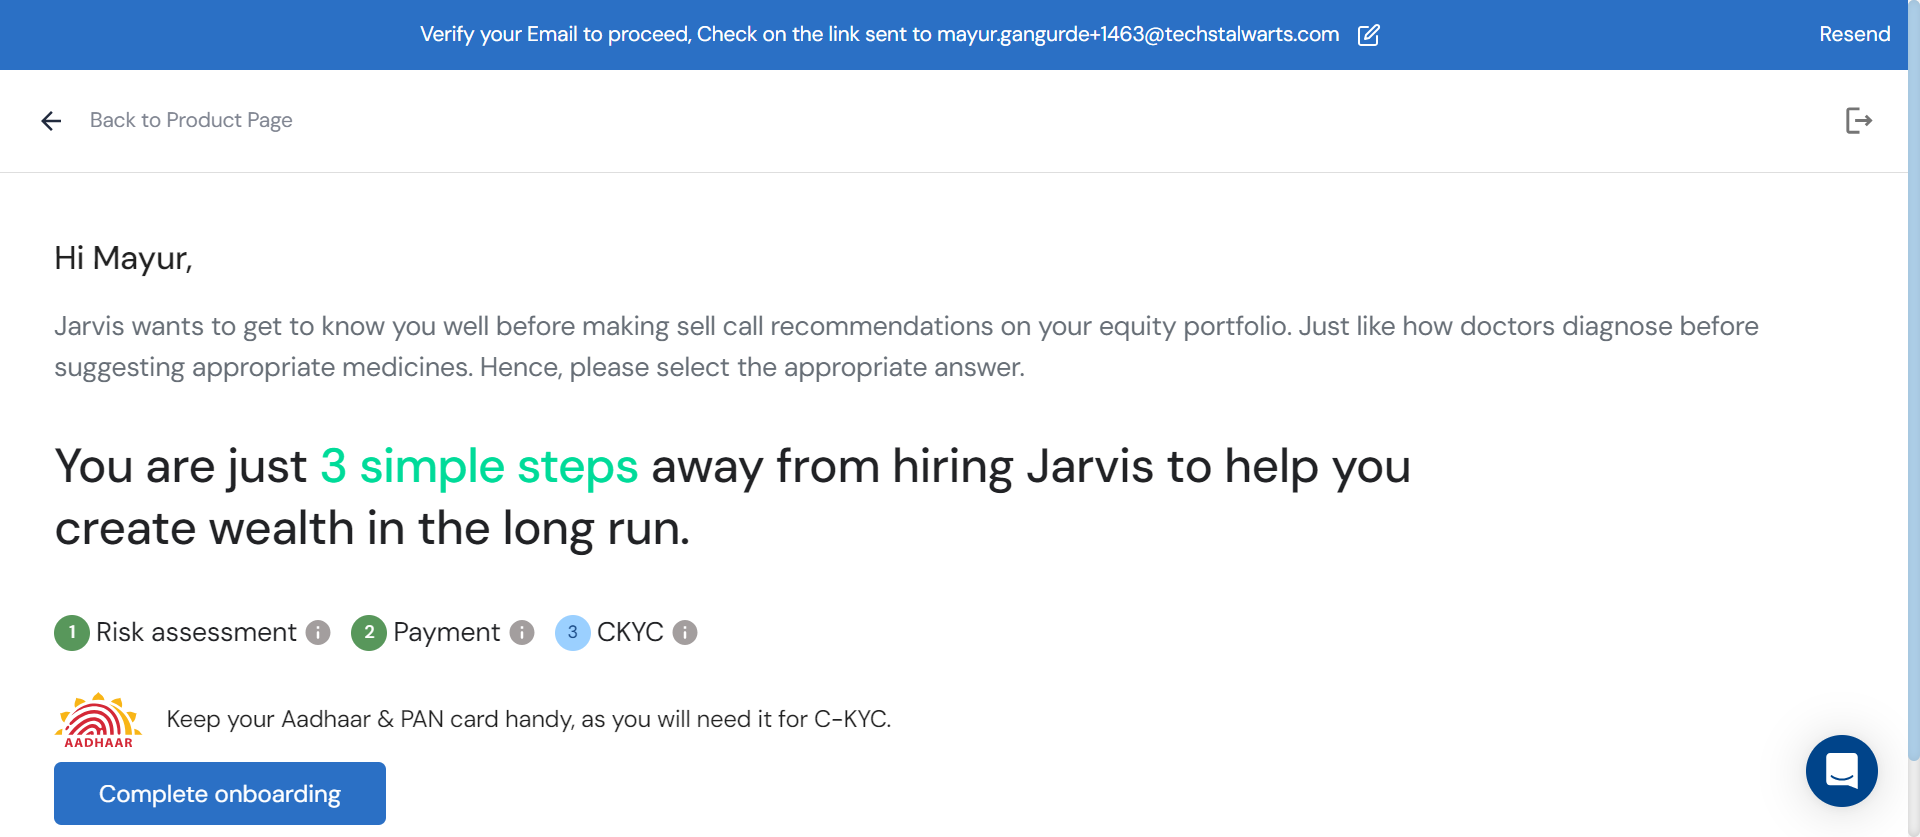 Verify your Email to proceed, Check on the link sent to mayur.gangurde+1463@techstalwarts.com
Resend
Back to Product Page
Hi Mayur,
Jarvis wants to get to know you well before making sell call recommendations on your equity portfolio. Just like how doctors diagnose before
suggesting appropriate medicines. Hence, please select the appropriate answer.
You are just 3 simple steps away from hiring Jarvis to help you
create wealth in the long run.
1 Risk assessment i 2 Payment i 3 CKYC i
AADHAAR
Keep your Aadhaar & PAN card handy, as you will need it for C-KYC.
Complete onboarding